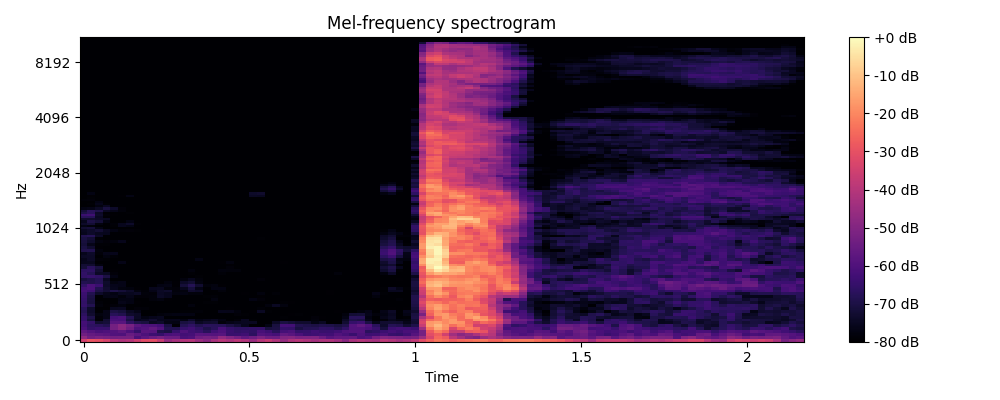 Mel-frequency spectrogram
Hz
8192
4096
2048
1024
512
0
0
0.5
1
1.5
2
Time
+0 dB
-10 dB
-20 dB
-30 dB
-40 dB
-50 dB
-60 dB
-70 dB
-80 dB